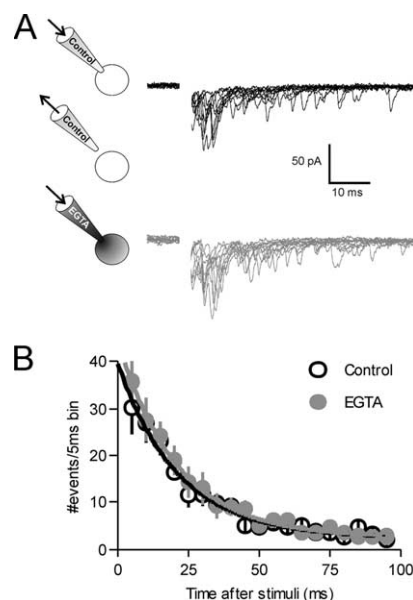 A
Control
Control
EGTA
50 pA
10 ms
B
Control
EGTA
#events/5ms bin
40
30
20
10
0
0
25
50
75
100
Time after stimuli (ms)